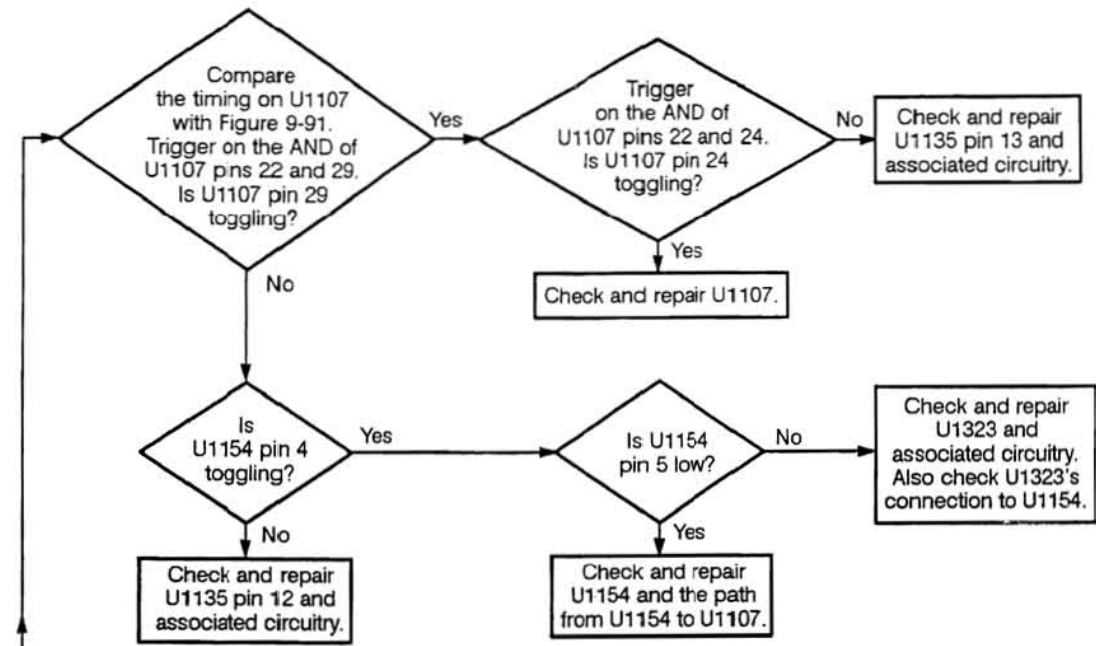 Compare
the timing on U1107
with Figure 9-91.
Trigger on the AND of
U1107 pins 22 and 29.
Is U1107 pin 29
toggling?
Yes
Trigger
on the AND of
U1107 pins 22 and 24.
Is U1107 pin 24
toggling?
No
Check and repair
U1135 pin 13 and
associated circuitry.
Yes
Check and repair U1107.
No
Is
U1154 pin 4
toggling?
Yes
Is U1154
pin 5 low?
No
Check and repair
U1323 and
associated circuitry.
Also check U1323's
connection to U1154.
No
Check and repair
U1135 pin 12 and
associated circuitry.
Yes
Check and repair
U1154 and the path
from U1154 to U1107.